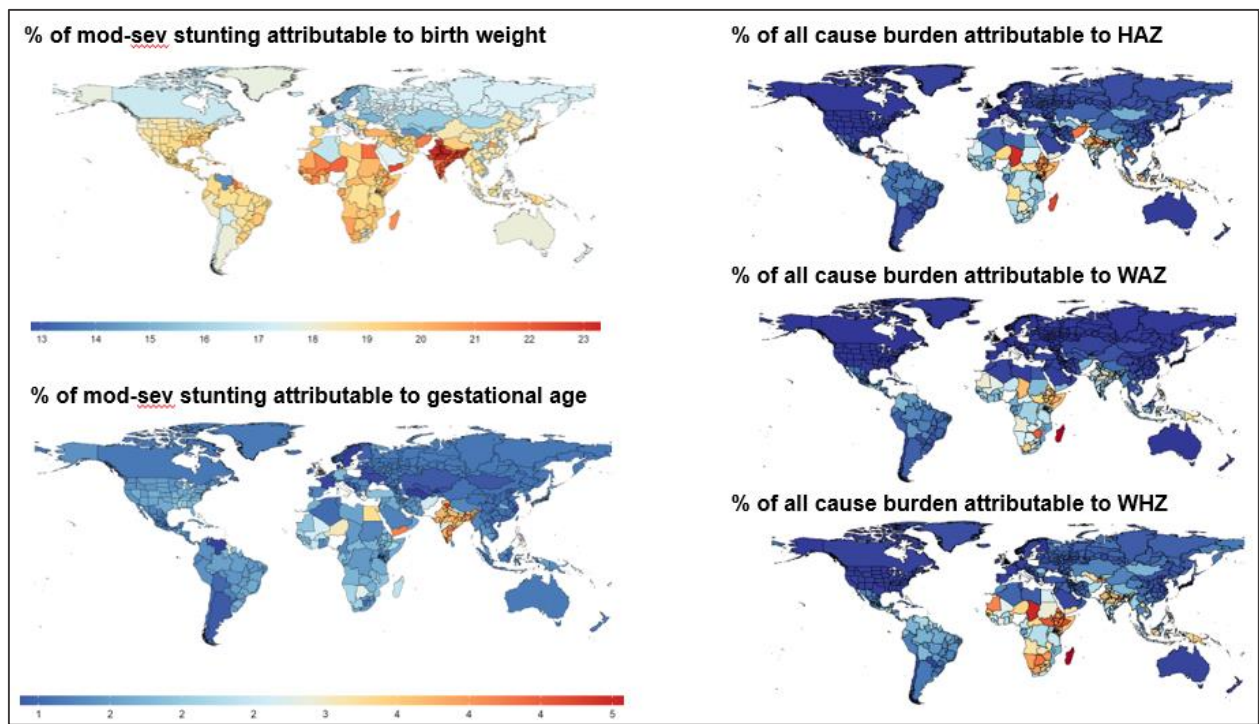 % of mod-sev stunting attributable to birth weight
13 14 15 16 17 18 19 20 21 22 23
% of mod-sev stunting attributable to gestational age
1 2 2 2 3 4 4 5
% of all cause burden attributable to HAZ
% of all cause burden attributable to WAZ
% of all cause burden attributable to WHZ